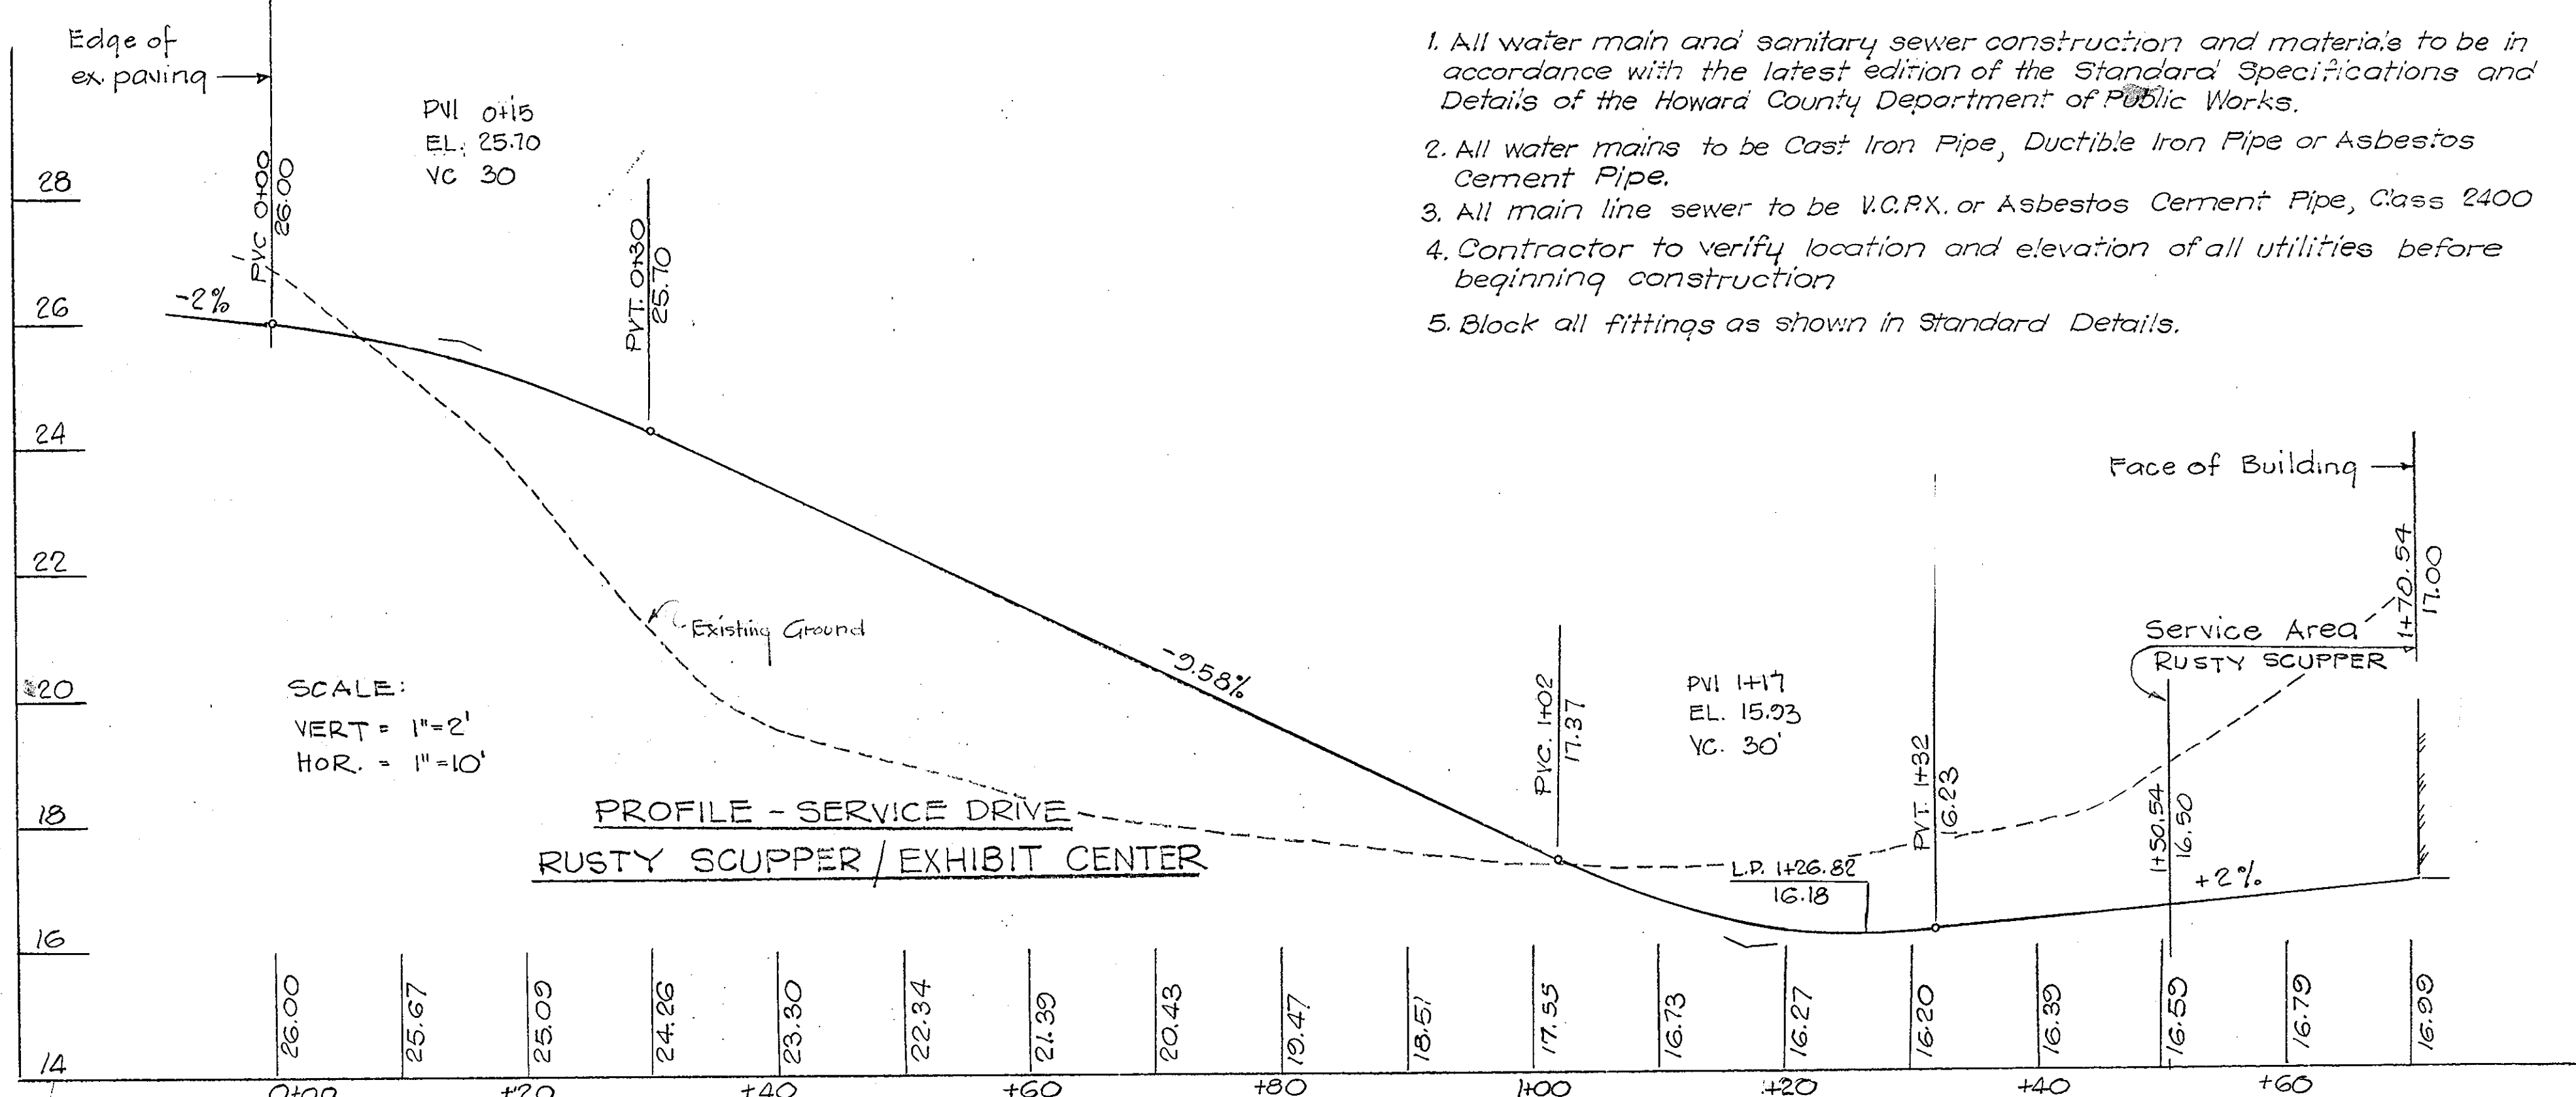 Edge of
ex. paving
PVC 0+00
26.00
PVI 0+15
EL. 25.70
VC 30
PVT. 0+30
25.70
-2%
1. All water main and sanitary sewer construction and materials to be in
accordance with the latest edition of the Standard Specifications and
Details of the Howard County Department of Public Works.
2. All water mains to be Cast Iron Pipe, Ductible Iron Pipe or Asbestos
Cement Pipe.
3. All main line sewer to be V.C.P.X. or Asbestos Cement Pipe, Class 2400
4. Contractor to verify location and elevation of all utilities before
beginning construction
5. Block all fittings as shown in Standard Details.
28
26
24
22
20
18
16
14
Existing Ground
SCALE:
VERT = 1"=2'
HOR. = 1"=10'
-9.58%
PVC. 1+02
17.37
PVI 1+17
EL. 15.93
VC. 30'
PVT. 1+32
16.23
L.P. 1+26.82
16.18
Face of Building
1+70.54
17.00
Service Area
RUSTY SCUPPER
1+50.54
16.50
+2%
PROFILE - SERVICE DRIVE
RUSTY SCUPPER / EXHIBIT CENTER
26.00
25.67
25.09
24.26
23.30
22.34
21.39
20.43
19.47
18.51
17.55
16.73
16.27
16.20
16.39
16.59
16.79
16.99
0+00
+20
+40
+60
+80
1+00
+20
+40
+60